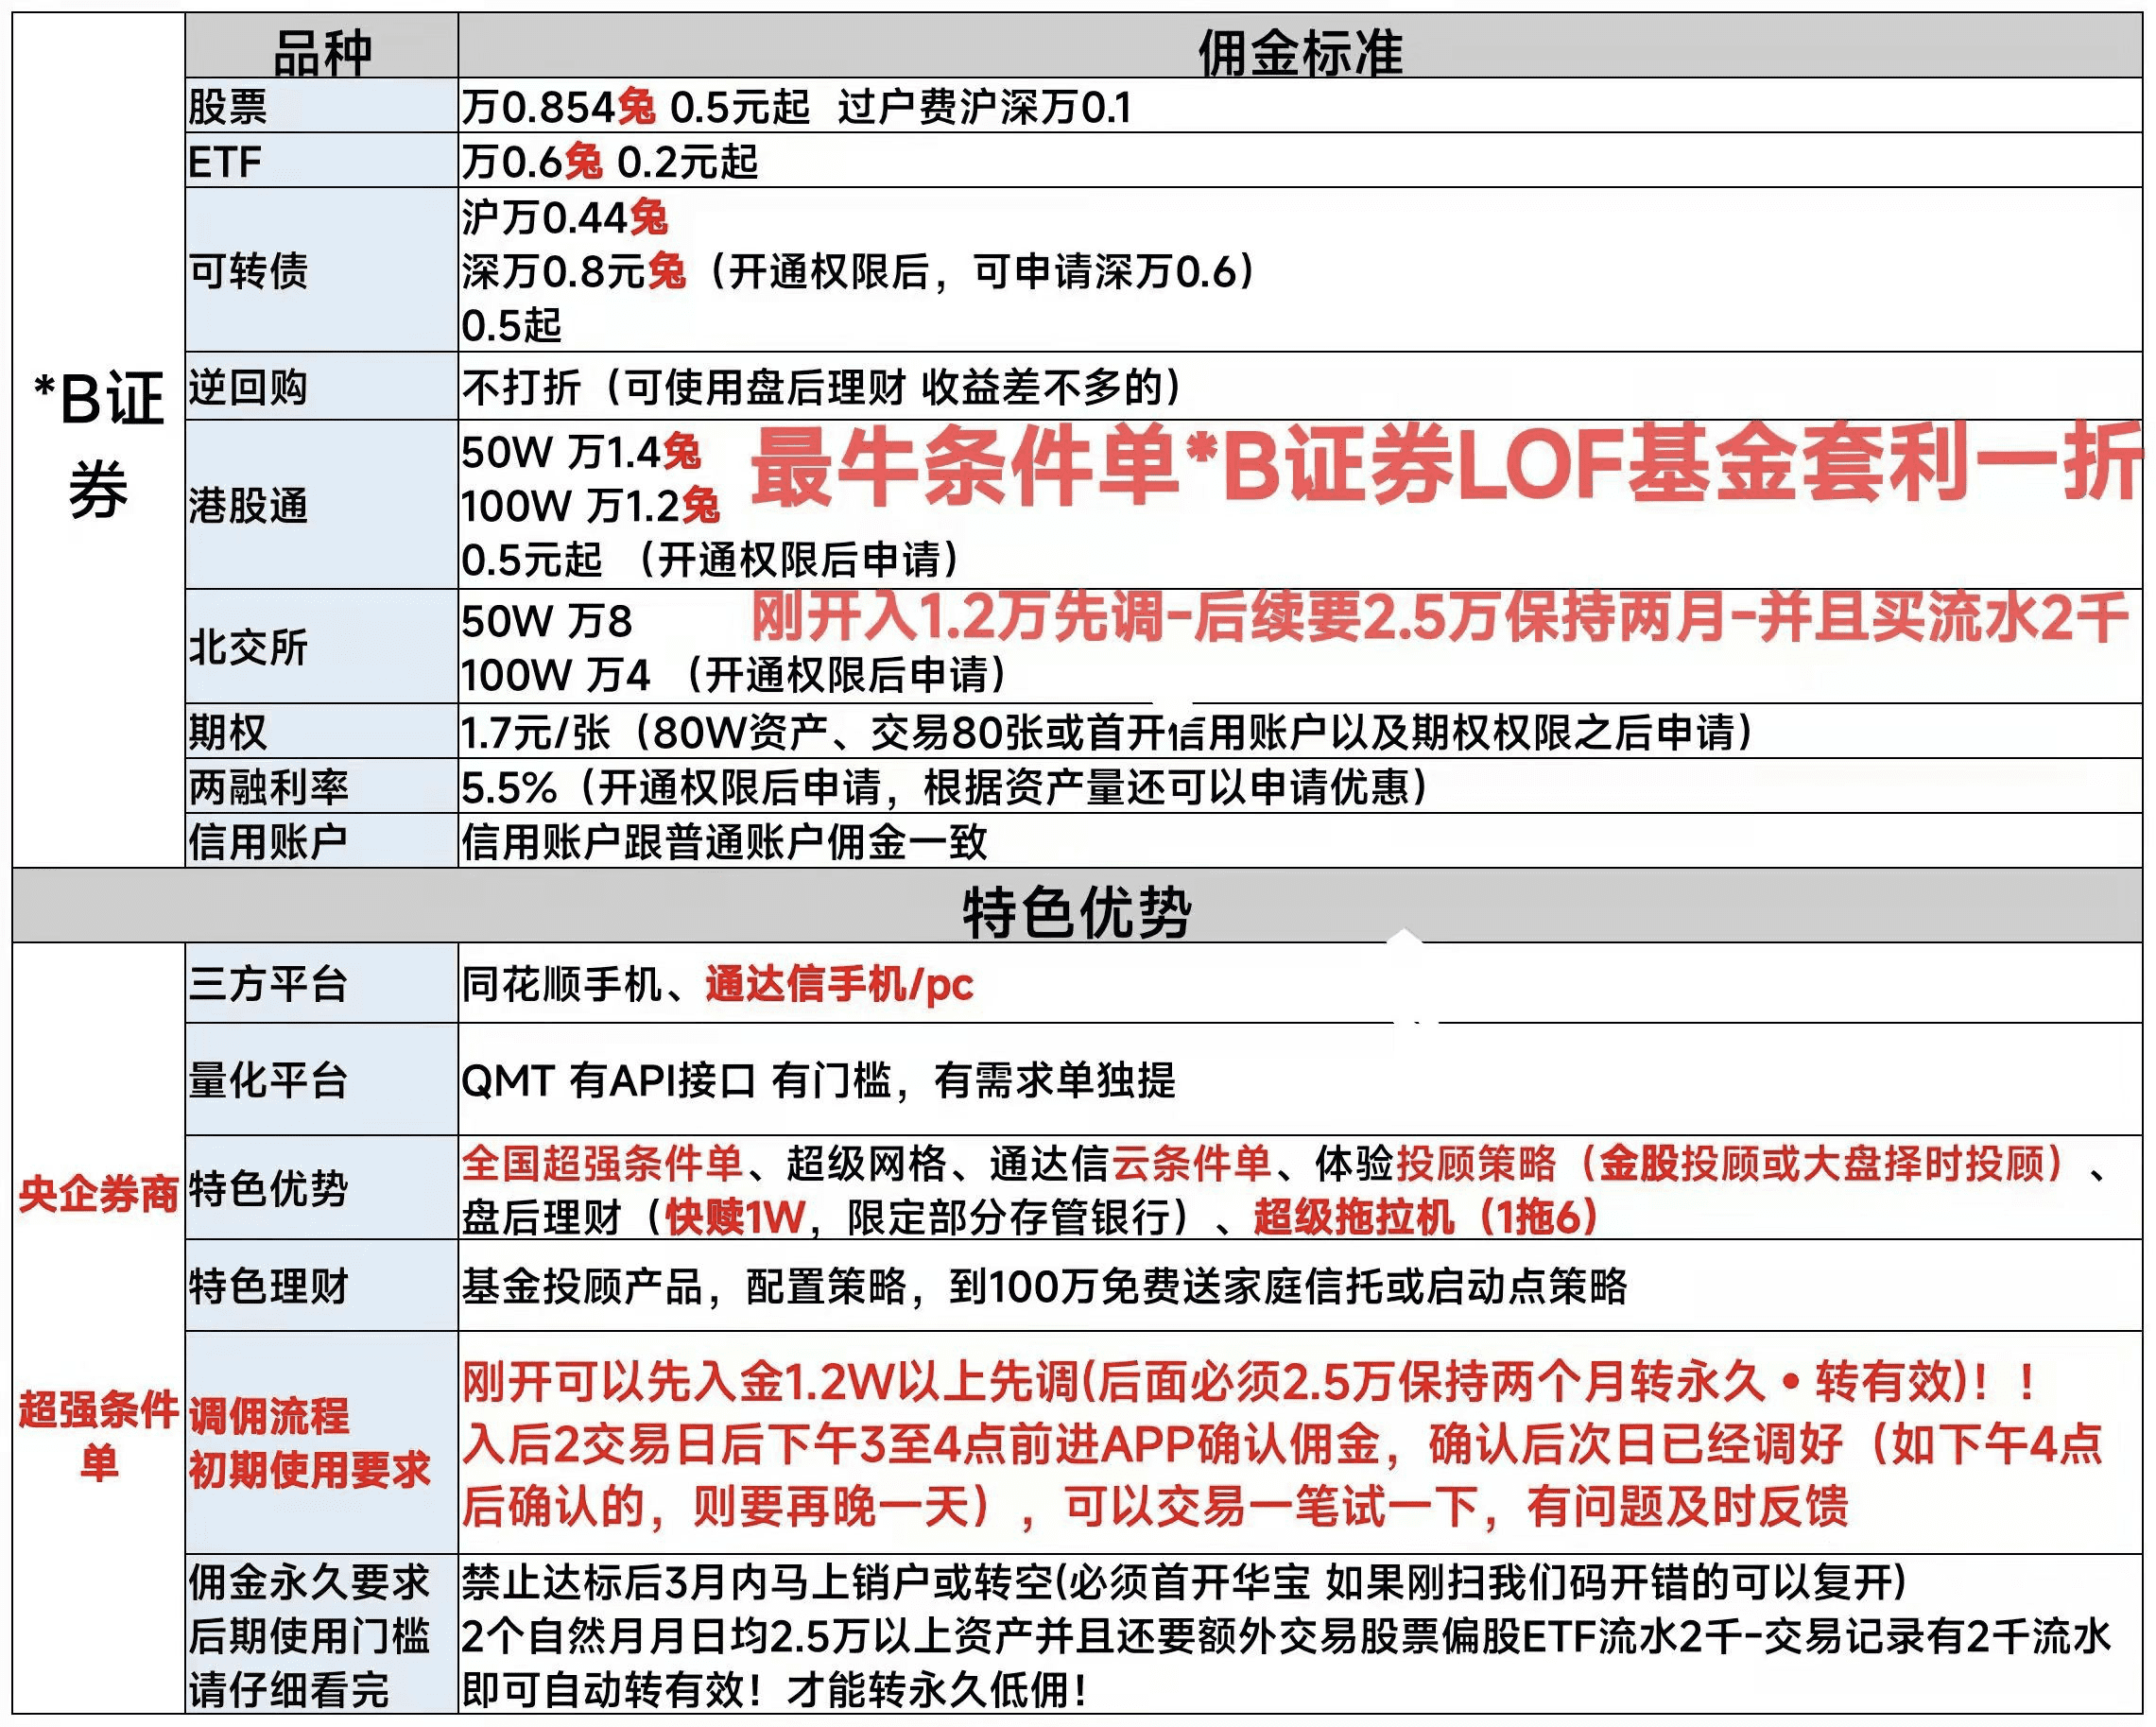 品种 佣金标准
*B证券
股票 万0.854兔 0.5元起 过户费沪深万0.1
ETF 万0.6兔 0.2元起
可转债
沪万0.44兔
深万0.8元兔（开通权限后，可申请深万0.6）
0.5起
逆回购 不打折（可使用盘后理财 收益差不多的）
港股通
50W 万1.4兔
100W 万1.2兔
0.5元起 （开通权限后申请）
最牛条件单*B证券LOF基金套利一折
北交所
50W 万8
100W 万4 （开通权限后申请）
刚开入1.2万先调-后续要2.5万保持两月-并且买流水2千
期权 1.7元/张（80W资产、交易80张或首开信用账户以及期权权限之后申请）
两融利率 5.5%（开通权限后申请，根据资产量还可以申请优惠）
信用账户 信用账户跟普通账户佣金一致
特色优势
央企券商
超强条件
单
三方平台 同花顺手机、通达信手机/pc
量化平台 QMT 有API接口 有门槛，有需求单独提
特色优势
全国超强条件单、超级网格、通达信云条件单、体验投顾策略（金股投顾或大盘择时投顾）、
盘后理财（快赎1W，限定部分存管银行）、超级拖拉机（1拖6）
特色理财 基金投顾产品，配置策略，到100万免费送家庭信托或启动点策略
调佣流程
初期使用要求
刚开可以先入金1.2W以上先调(后面必须2.5万保持两个月转永久•转有效)！！
入后2交易日后下午3至4点前进APP确认佣金，确认后次日已经调好（如下午4点
后确认的，则要再晚一天），可以交易一笔试一下，有问题及时反馈
佣金永久要求
后期使用门槛
请仔细看完
禁止达标后3月内马上销户或转空(必须首开华宝 如果刚扫我们码开错的可以复开)
2个自然月月日均2.5万以上资产并且还要额外交易股票偏股ETF流水2千-交易记录有2千流水
即可自动转有效！才能转永久低佣！